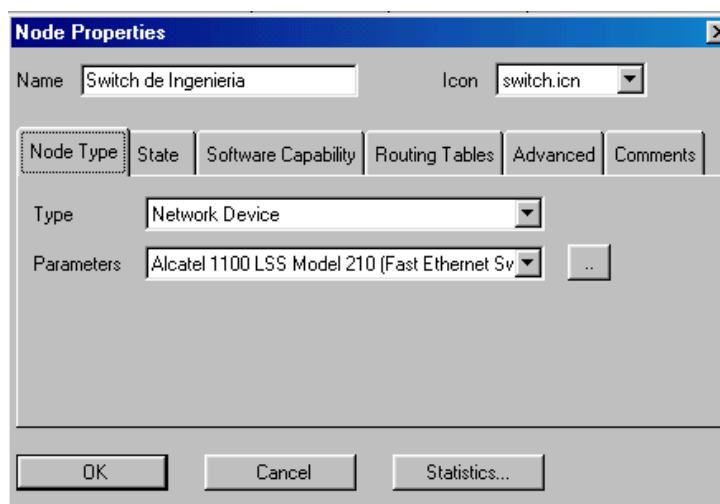 Node Properties
Name Switch de Ingenieria Icon switch.icn
Node Type State Software Capability Routing Tables Advanced Comments
Type Network Device
Parameters Alcatel 1100 LSS Model 210 (Fast Ethernet Sv ..
OK Cancel Statistics...